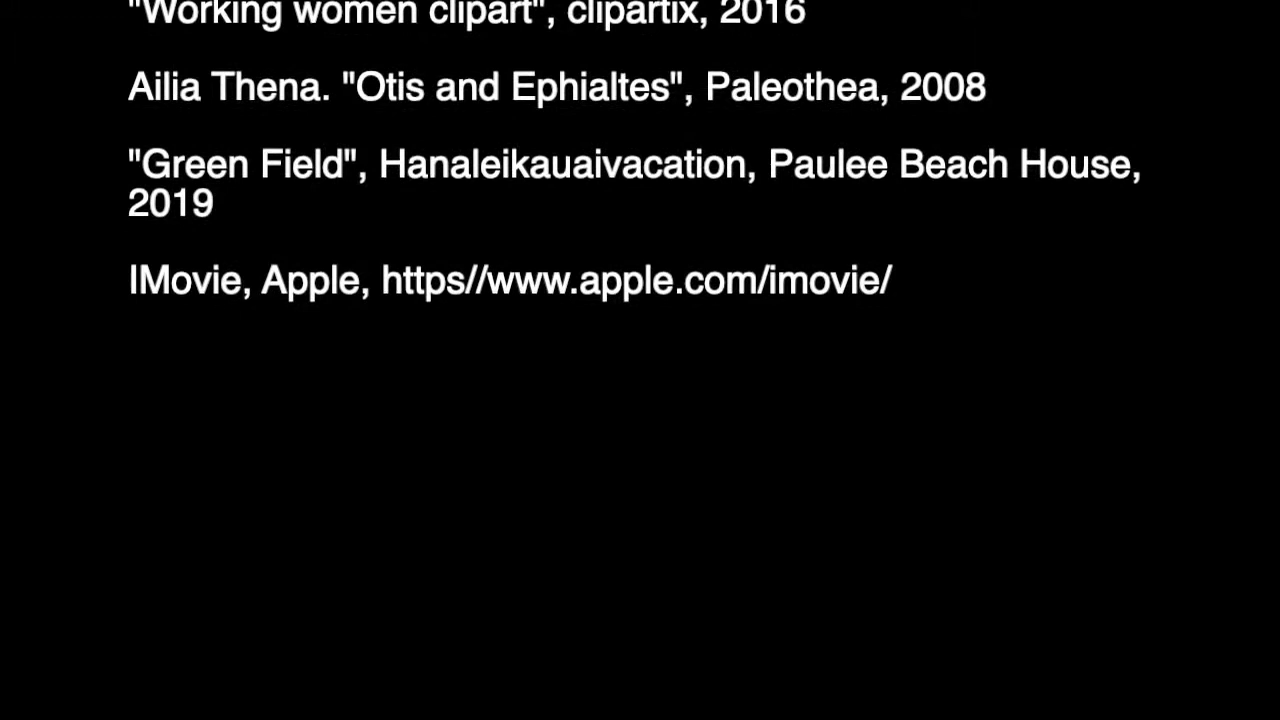 "Working women clipart", clipartix, 2016
Ailia Thena. "Otis and Ephialtes", Paleothea, 2008
"Green Field", Hanaleikauaivacation, Paulee Beach House,
2019
IMovie, Apple, https//www.apple.com/imovie/